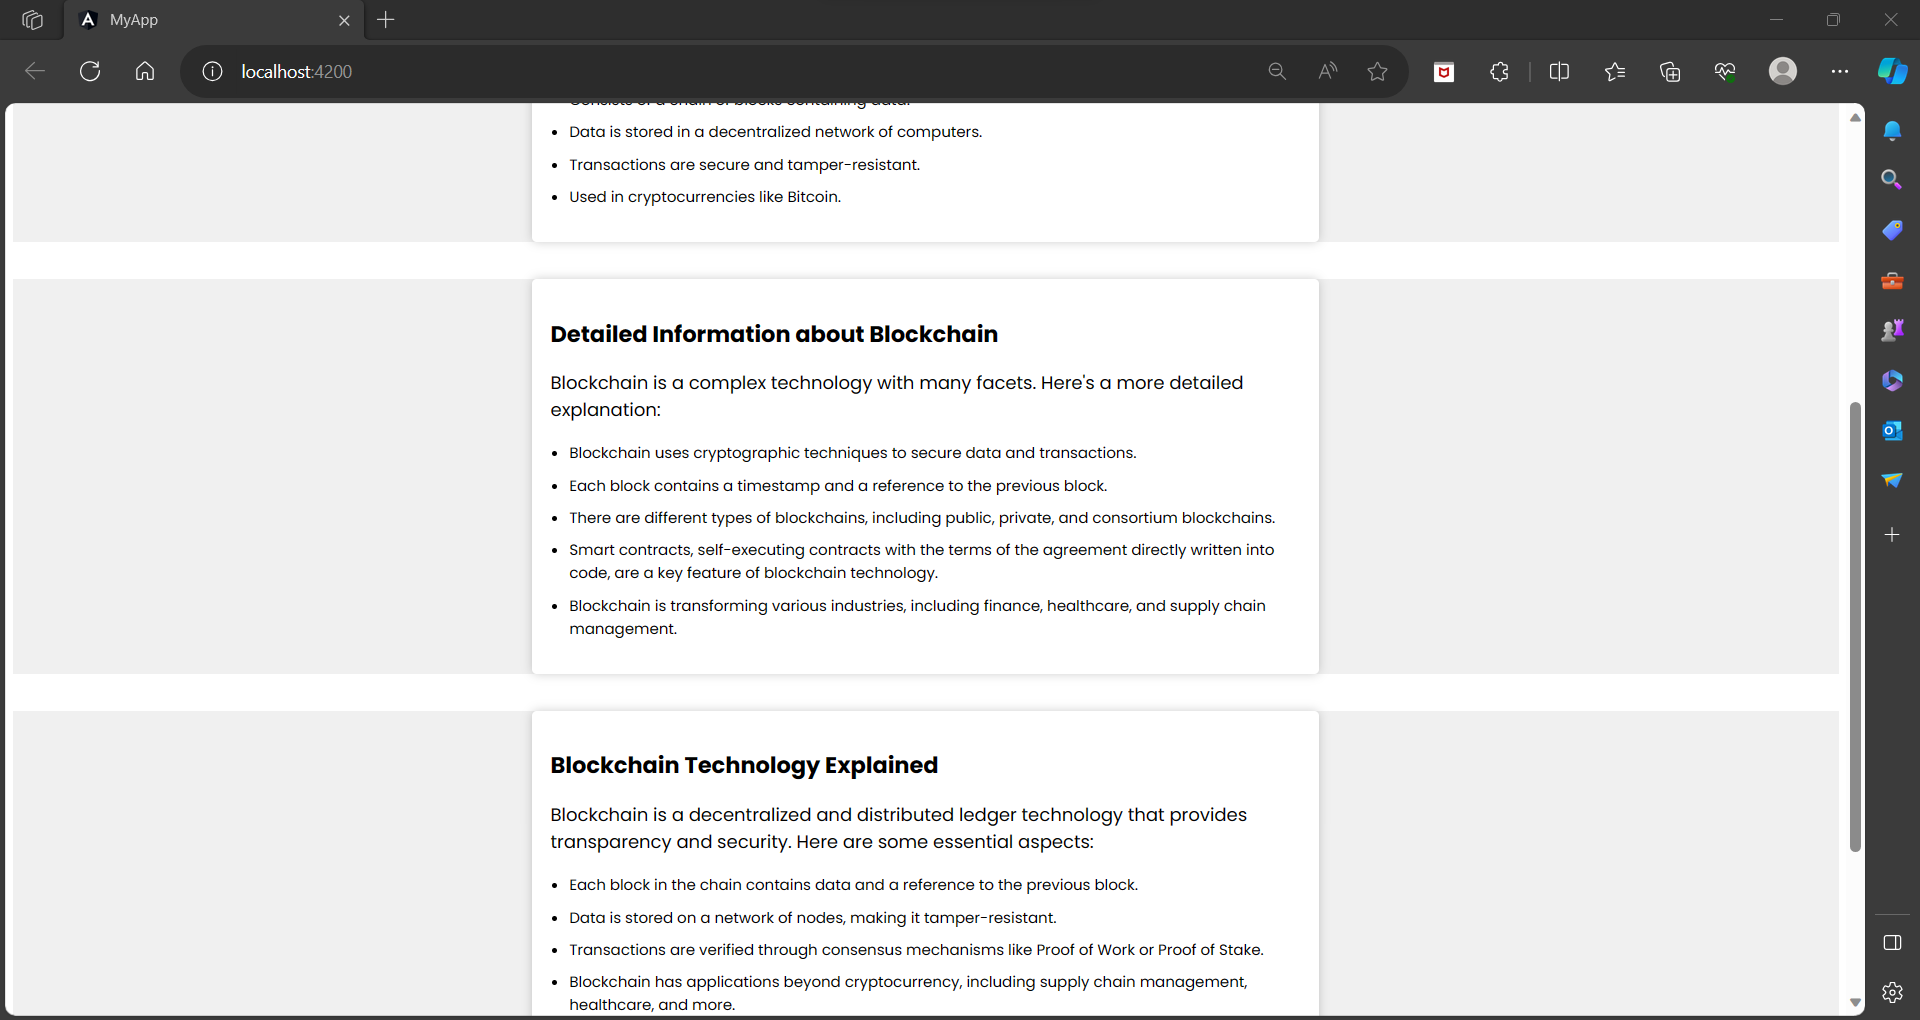 MyApp
localhost:4200
Consists of a chain of blocks containing data.
Data is stored in a decentralized network of computers.
Transactions are secure and tamper-resistant.
Used in cryptocurrencies like Bitcoin.
Detailed Information about Blockchain
Blockchain is a complex technology with many facets. Here's a more detailed
explanation:
Blockchain uses cryptographic techniques to secure data and transactions.
Each block contains a timestamp and a reference to the previous block.
There are different types of blockchains, including public, private, and consortium blockchains.
Smart contracts, self-executing contracts with the terms of the agreement directly written into
code, are a key feature of blockchain technology.
Blockchain is transforming various industries, including finance, healthcare, and supply chain
management.
Blockchain Technology Explained
Blockchain is a decentralized and distributed ledger technology that provides
transparency and security. Here are some essential aspects:
Each block in the chain contains data and a reference to the previous block.
Data is stored on a network of nodes, making it tamper-resistant.
Transactions are verified through consensus mechanisms like Proof of Work or Proof of Stake.
Blockchain has applications beyond cryptocurrency, including supply chain management,
healthcare, and more.